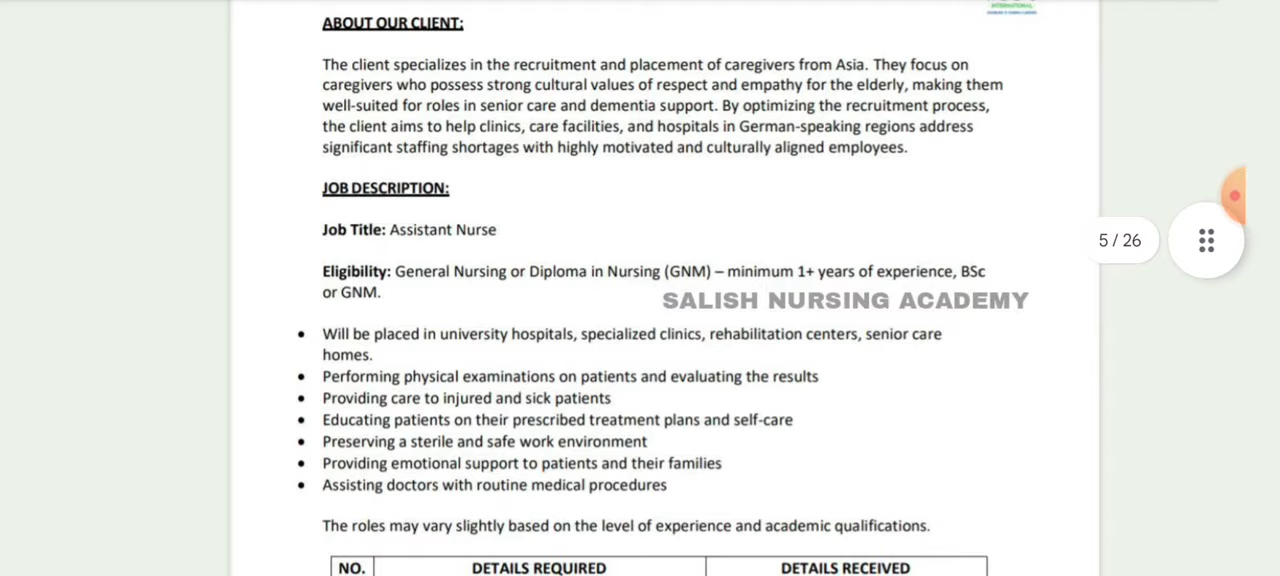 INTERNATIONAL
ABOUT OUR CLIENT:
The client specializes in the recruitment and placement of caregivers from Asia. They focus on
caregivers who possess strong cultural values of respect and empathy for the elderly, making them
well-suited for roles in senior care and dementia support. By optimizing the recruitment process,
the client aims to help clinics, care facilities, and hospitals in German-speaking regions address
significant staffing shortages with highly motivated and culturally aligned employees.
JOB DESCRIPTION:
Job Title: Assistant Nurse
5 / 26
Eligibility: General Nursing or Diploma in Nursing (GNM) – minimum 1+ years of experience, BSc
or GNM.
SALISH NURSING ACADEMY
• Will be placed in university hospitals, specialized clinics, rehabilitation centers, senior care
homes.
• Performing physical examinations on patients and evaluating the results
• Providing care to injured and sick patients
• Educating patients on their prescribed treatment plans and self-care
• Preserving a sterile and safe work environment
• Providing emotional support to patients and their families
• Assisting doctors with routine medical procedures
The roles may vary slightly based on the level of experience and academic qualifications.
NO. DETAILS REQUIRED DETAILS RECEIVED